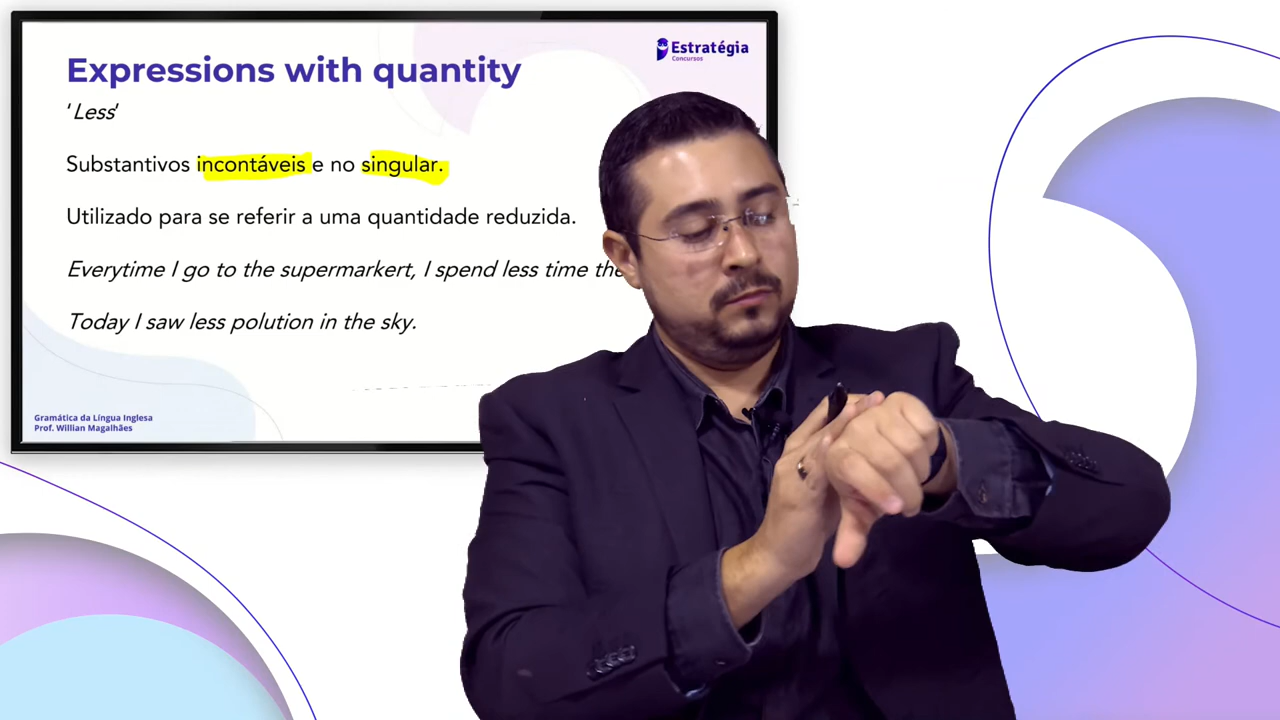 Estratégia
Concursos
Expressions with quantity
'Less'
Substantivos incontáveis e no singular.
Utilizado para se referir a uma quantidade reduzida.
Everytime I go to the supermarkert, I spend less time
Today I saw less polution in the sky.
Gramática da Língua Inglesa
Prof. Willian Magalhães